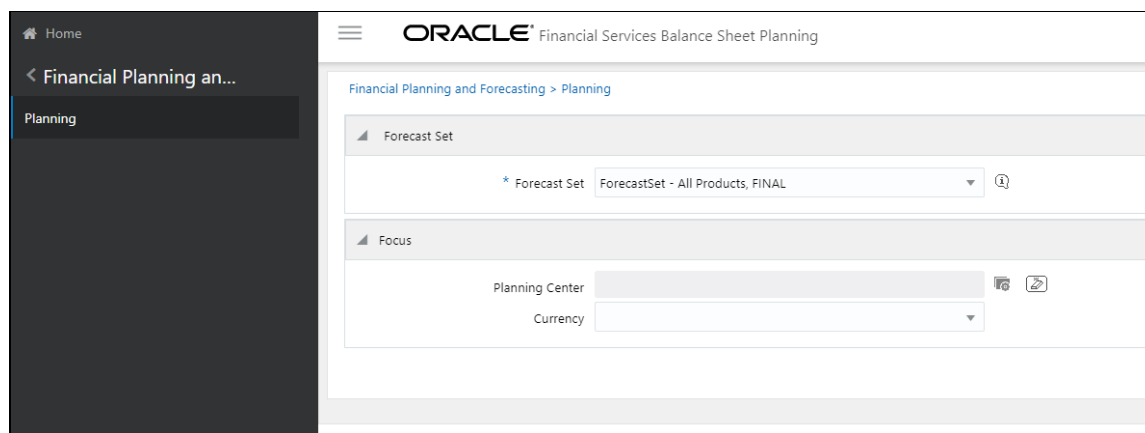 Home
ORACLE® Financial Services Balance Sheet Planning
< Financial Planning an...
Planning
Financial Planning and Forecasting > Planning
Forecast Set
* Forecast Set ForecastSet - All Products, FINAL
Focus
Planning Center
Currency